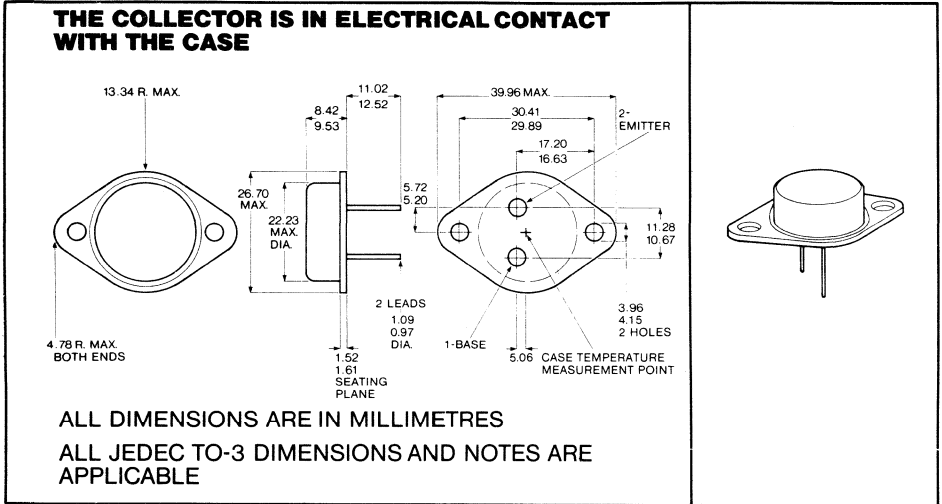 THE COLLECTOR IS IN ELECTRICAL CONTACT
WITH THE CASE
13.34 R. MAX.
8.42
9.53
11.02
12.52
39.96 MAX.
30.41
29.89
2-
EMITTER
17.20
16.63
26.70
MAX.
22.23
MAX.
DIA.
5.72
5.20
11.28
10.67
2 LEADS
1.09
0.97
DIA.
3.96
4.15
2 HOLES
4.78 R. MAX.
BOTH ENDS
1.52
1.61
SEATING
PLANE
1-BASE
5.06
CASE TEMPERATURE
MEASUREMENT POINT
ALL DIMENSIONS ARE IN MILLIMETRES
ALL JEDEC TO-3 DIMENSIONS AND NOTES ARE
APPLICABLE